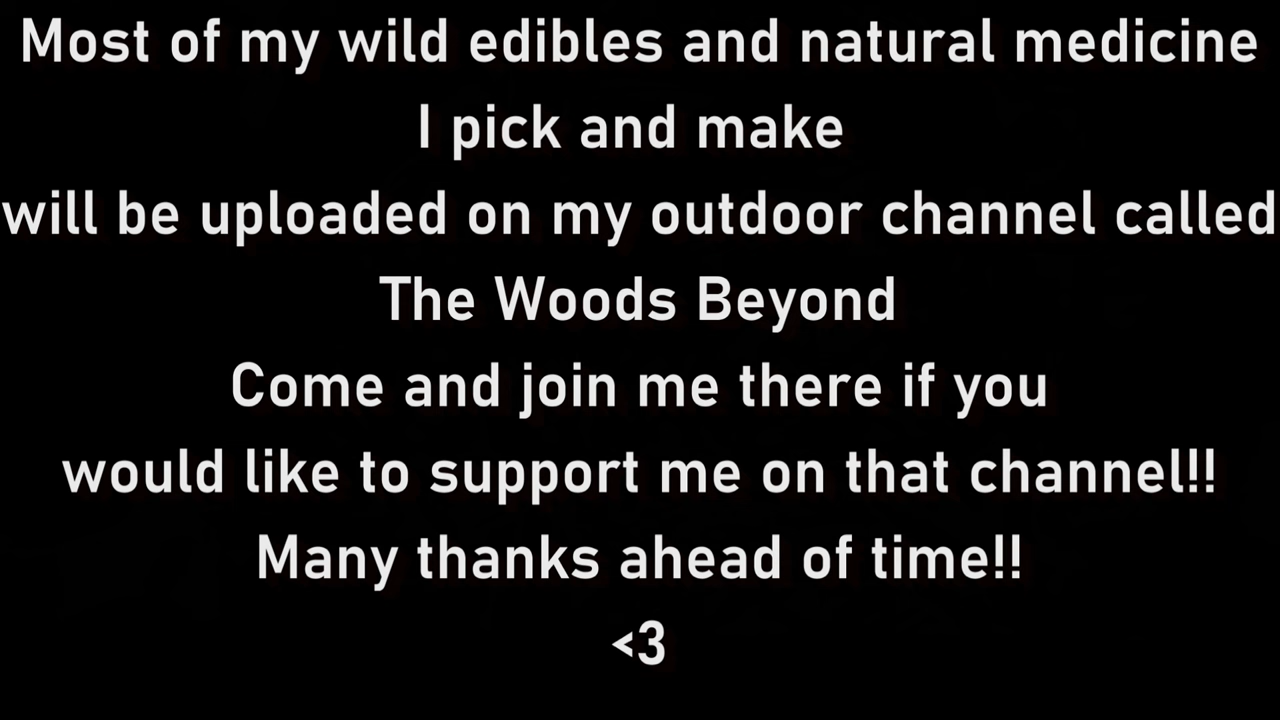 Most of my wild edibles and natural medicine
I pick and make
will be uploaded on my outdoor channel called
The Woods Beyond
Come and join me there if you
would like to support me on that channel!!
Many thanks ahead of time!!
<3